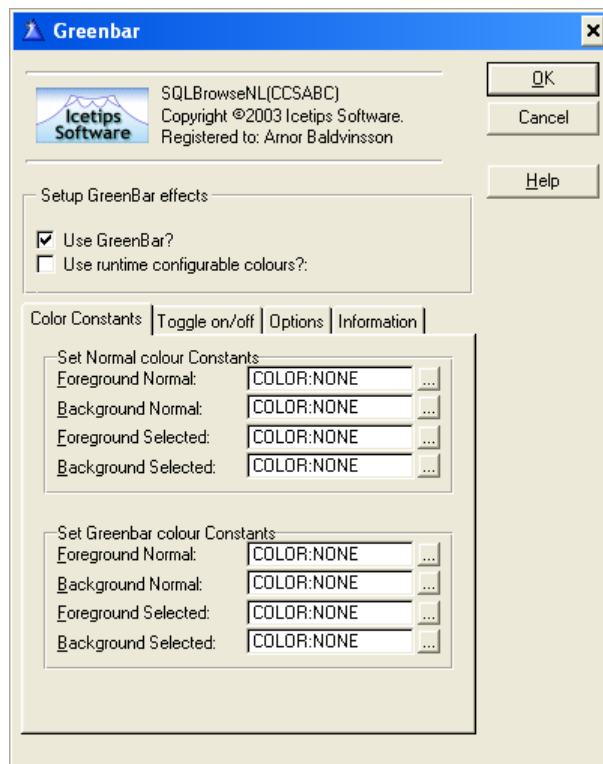 Greenbar
Icetips
Software
SQLBrowseNL(CCSABC)
Copyright ©2003 Icetips Software.
Registered to: Arnor Baldvinsson
OK
Cancel
Help
Setup GreenBar effects
Use GreenBar?
Use runtime configurable colours?:
Color Constants Toggle on/off Options Information
Set Normal colour Constants
Foreground Normal: COLOR:NONE ...
Background Normal: COLOR:NONE ...
Foreground Selected: COLOR:NONE ...
Background Selected: COLOR:NONE ...
Set Greenbar colour Constants
Foreground Normal: COLOR:NONE ...
Background Normal: COLOR:NONE ...
Foreground Selected: COLOR:NONE ...
Background Selected: COLOR:NONE ...